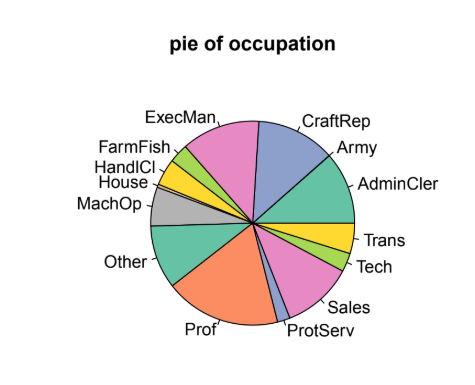 pie of occupation
ExecMan
CraftRep
FarmFish
Army
HandlCl
House
AdminCler
MachOp
Trans
Other
Tech
Sales
Prof
ProtServ